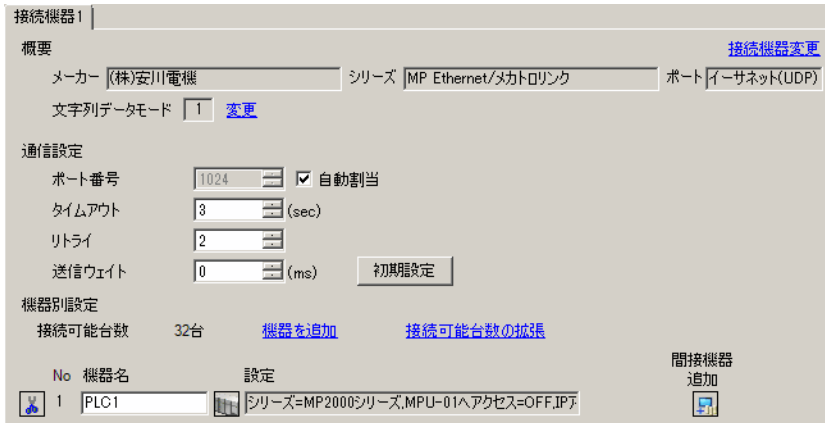 接続機器1
概要 接続機器変更
メーカー (株)安川電機 シリーズ MP Ethernet/メカトロリンク ポート イーサネット(UDP)
文字列データモード 1 変更
通信設定
ポート番号 1024 自動割当
タイムアウト 3 (sec)
リトライ 2
送信ウェイト 0 (ms) 初期設定
機器別設定
接続可能台数 32台 機器を追加 接続可能台数の拡張
間接機器
No 機器名 設定 追加
1 PLC1 シリーズ=MP2000シリーズ,MPU-01へアクセス=OFF,IPア